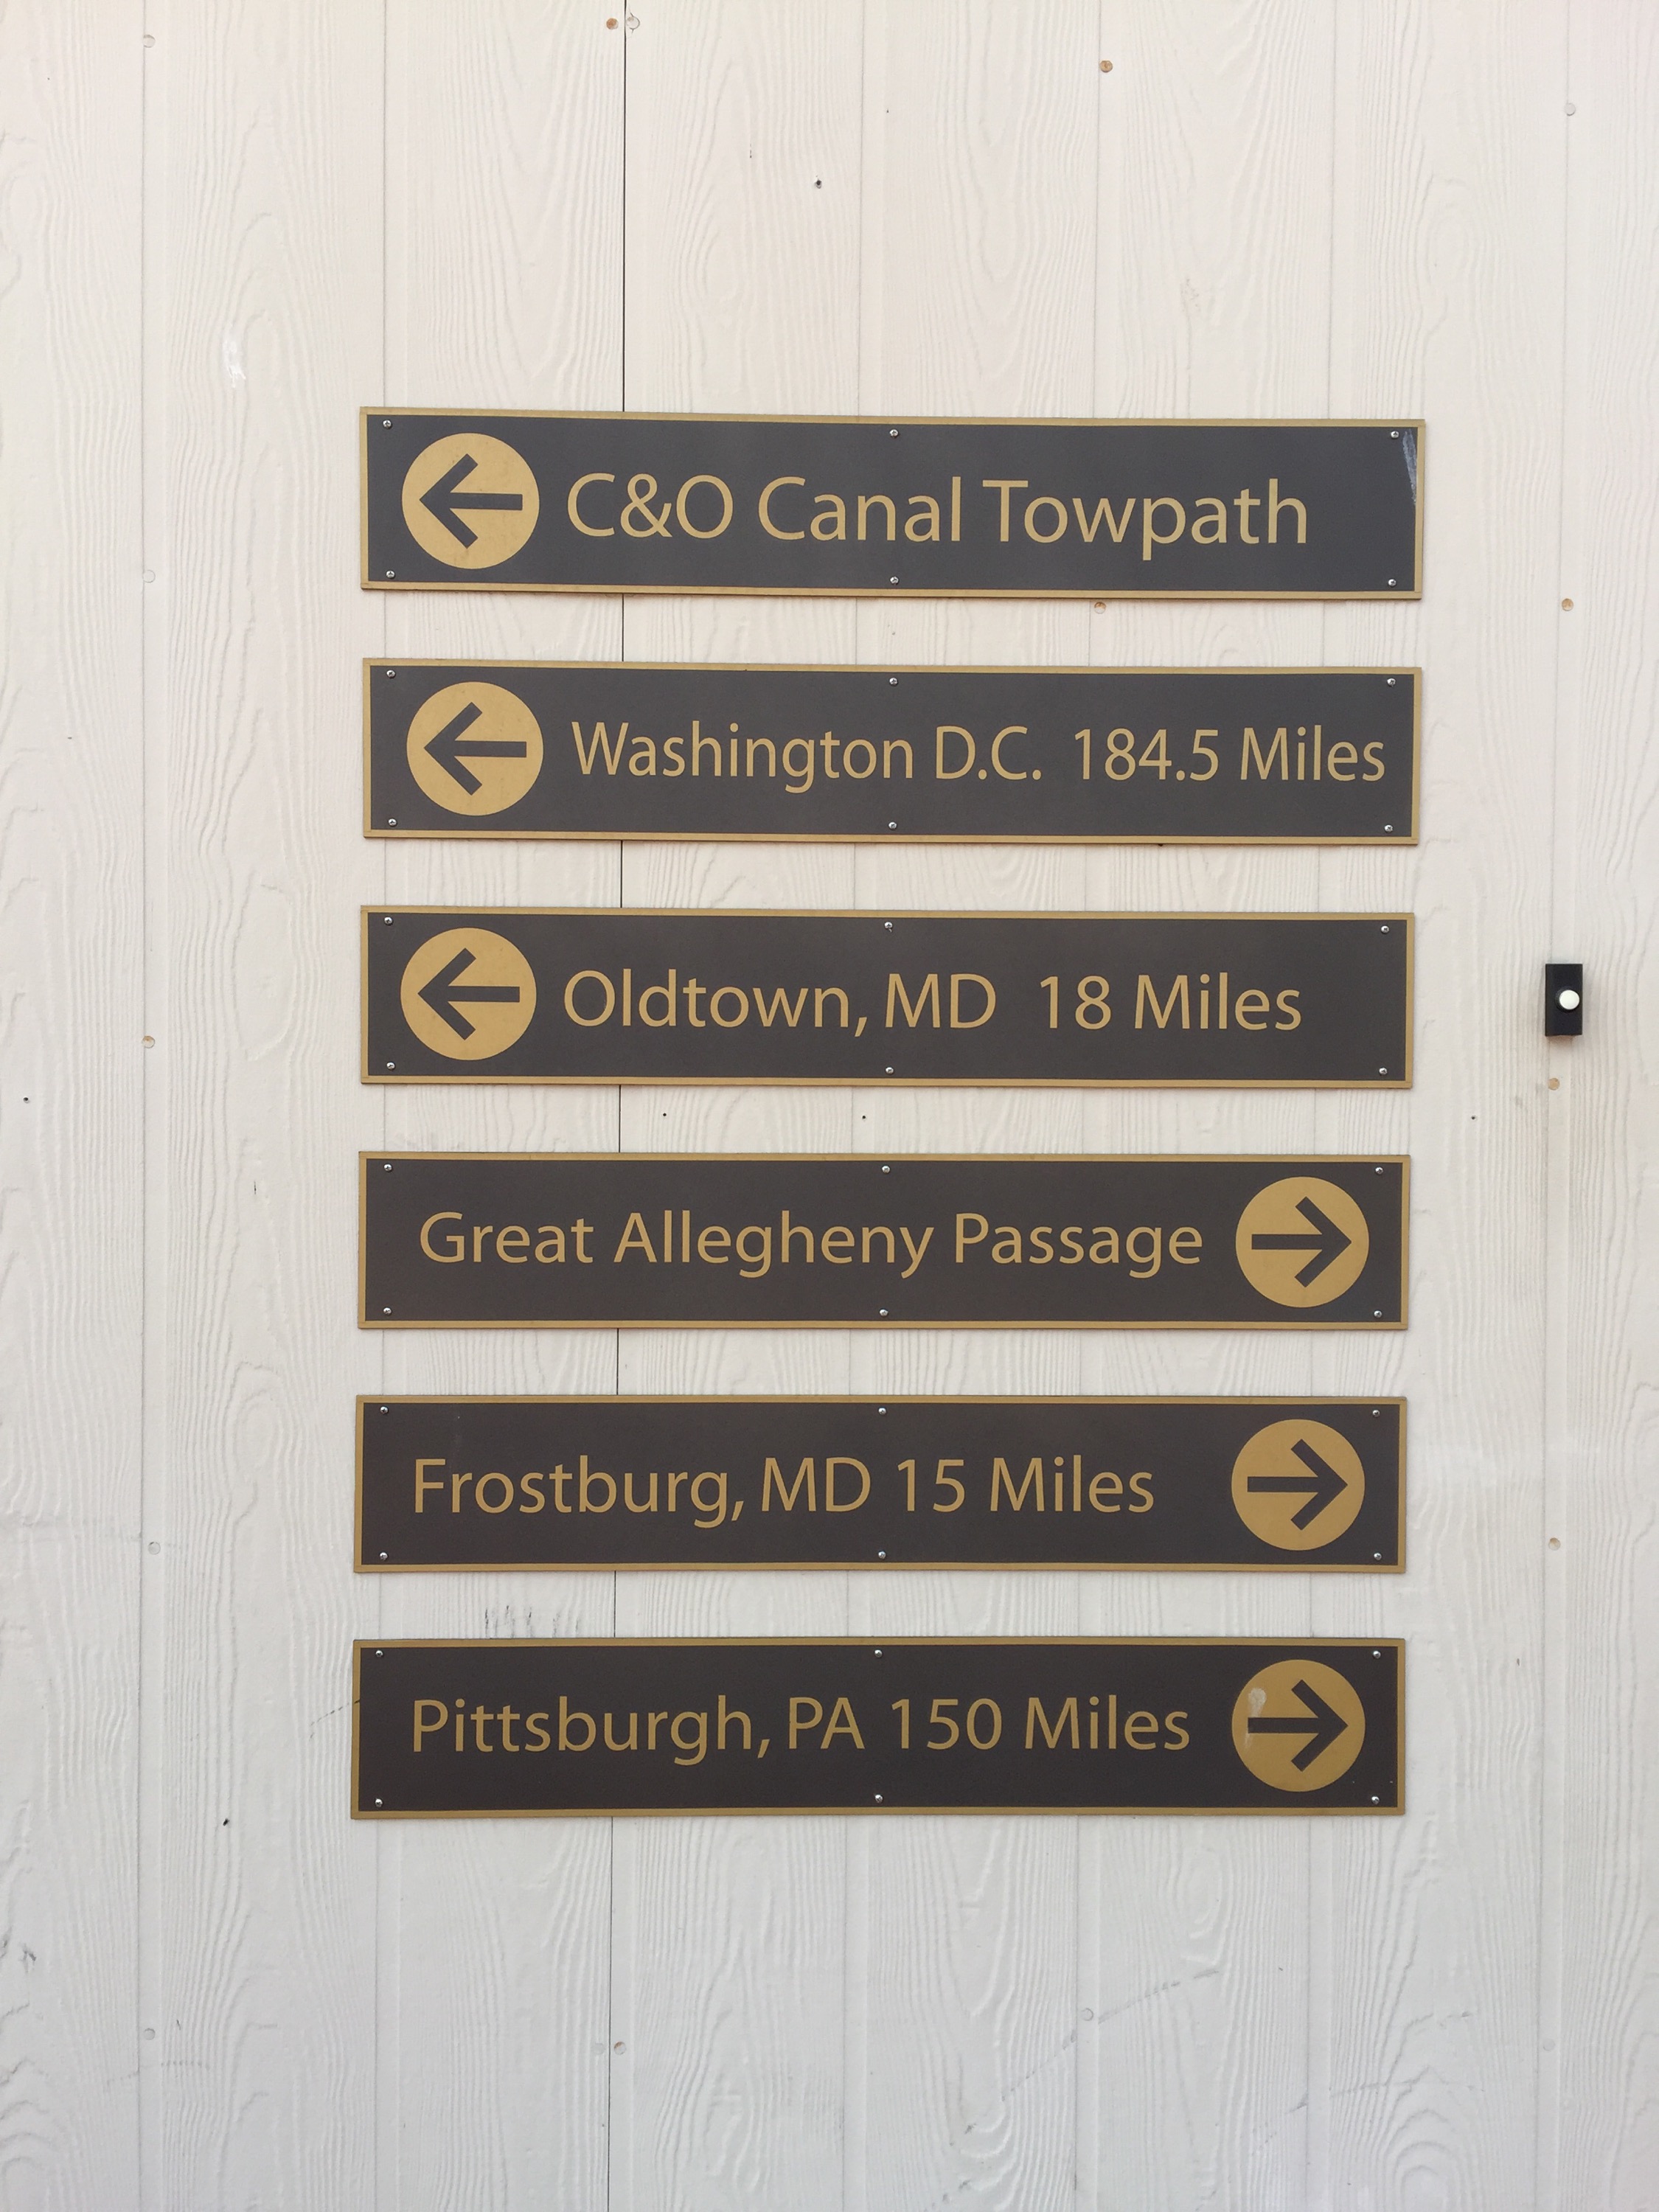 C&O Canal Towpath
Washington D.C. 184.5 Miles
Oldtown, MD 18 Miles
Great Allegheny Passage
Frostburg, MD 15 Miles
Pittsburgh, PA 150 Miles